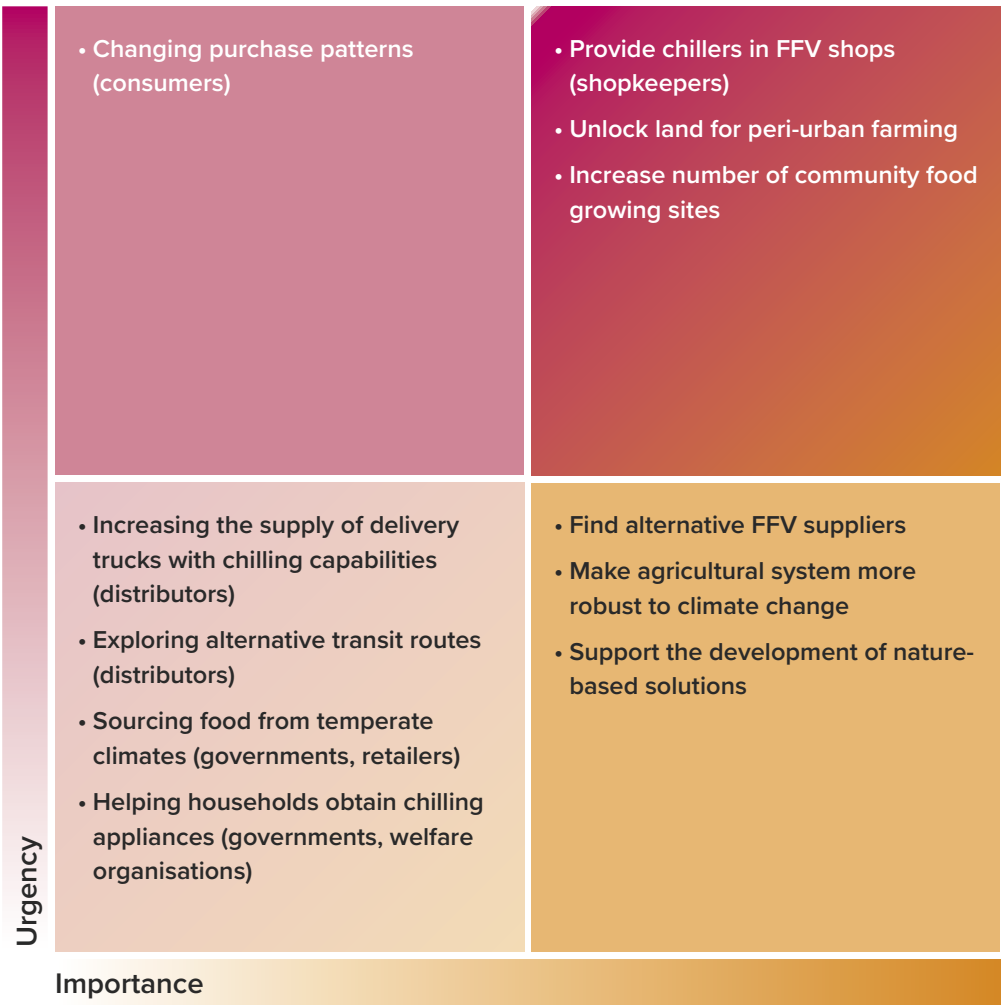 • Changing purchase patterns
(consumers)
• Provide chillers in FFV shops
(shopkeepers)
• Unlock land for peri-urban farming
• Increase number of community food
growing sites
• Increasing the supply of delivery
trucks with chilling capabilities
(distributors)
• Exploring alternative transit routes
(distributors)
• Sourcing food from temperate
climates (governments, retailers)
• Helping households obtain chilling
appliances (governments, welfare
organisations)
• Find alternative FFV suppliers
• Make agricultural system more
robust to climate change
• Support the development of nature-
based solutions
Urgency
Importance